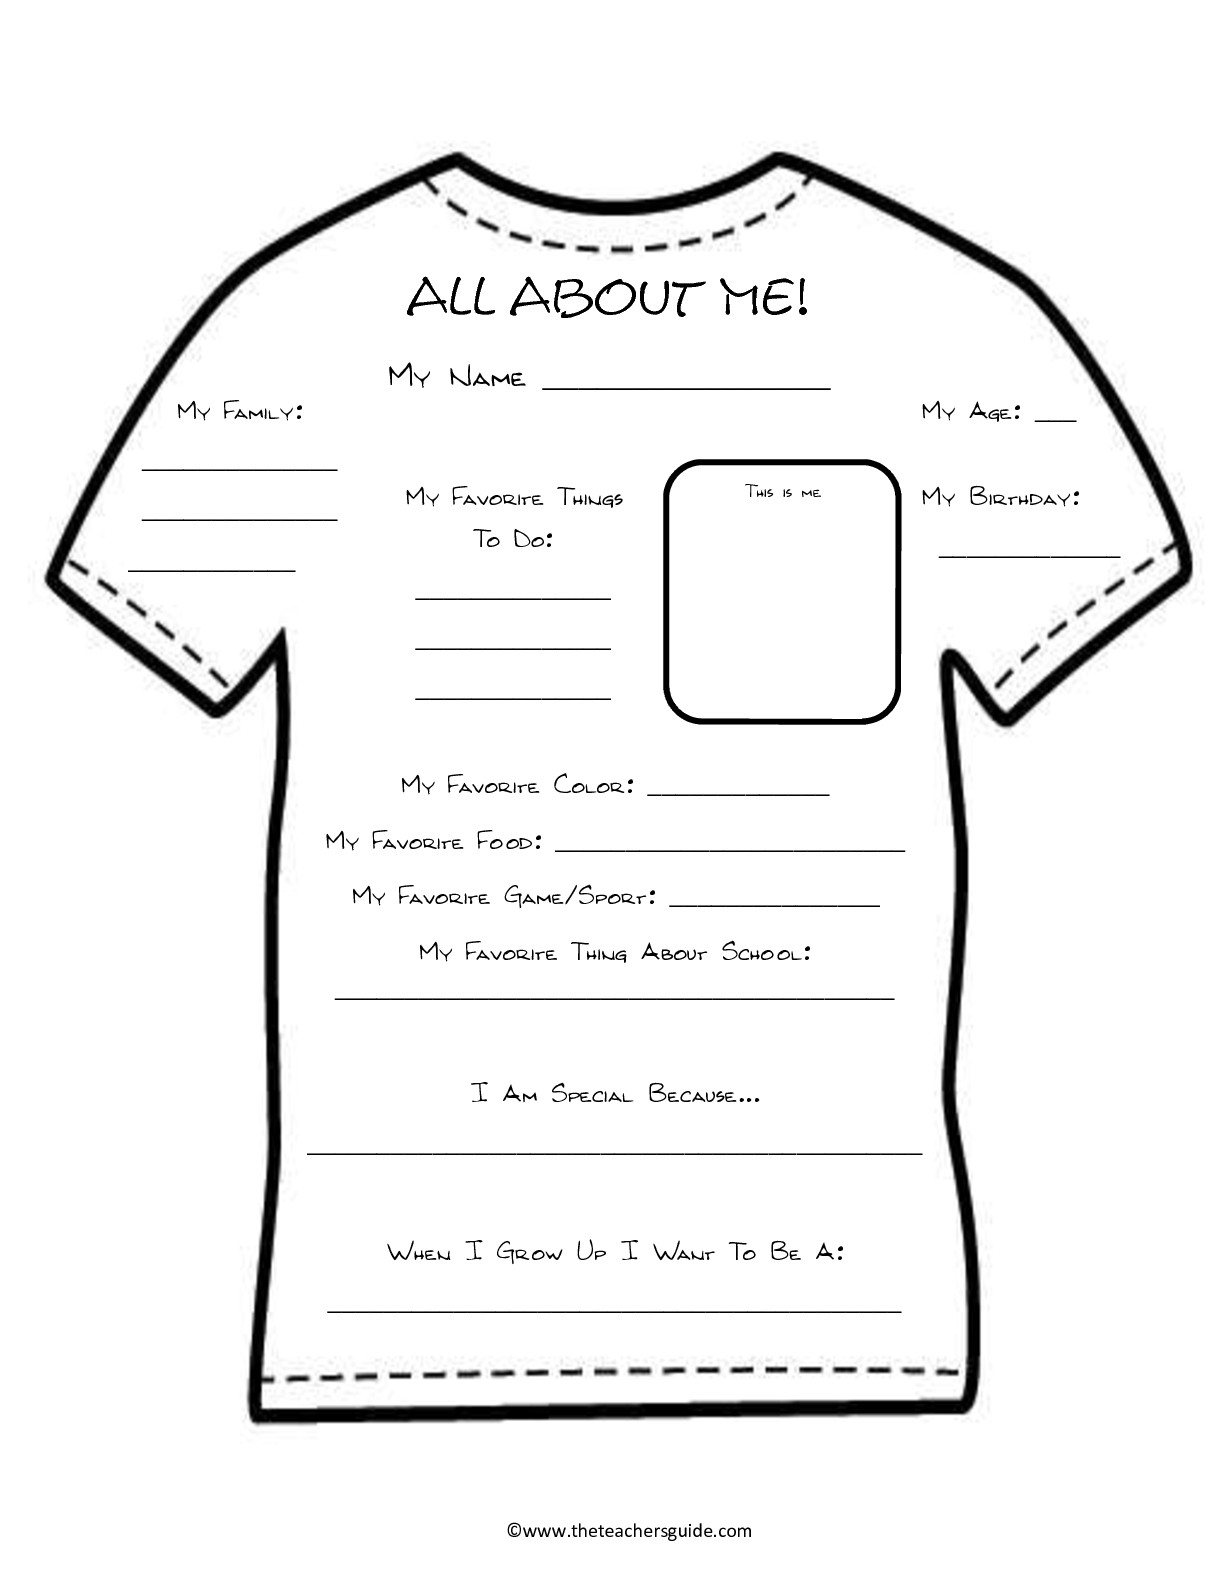 ALL ABOUT ME!
My Name
My Family:
My Age:
My Favorite Things
To Do:
This is me
My Birthday:
My Favorite Color:
My Favorite Food:
My Favorite Game/Sport:
My Favorite Thing About School:
I Am Special Because...
When I Grow Up I Want To Be A:
©www.theteachersguide.com